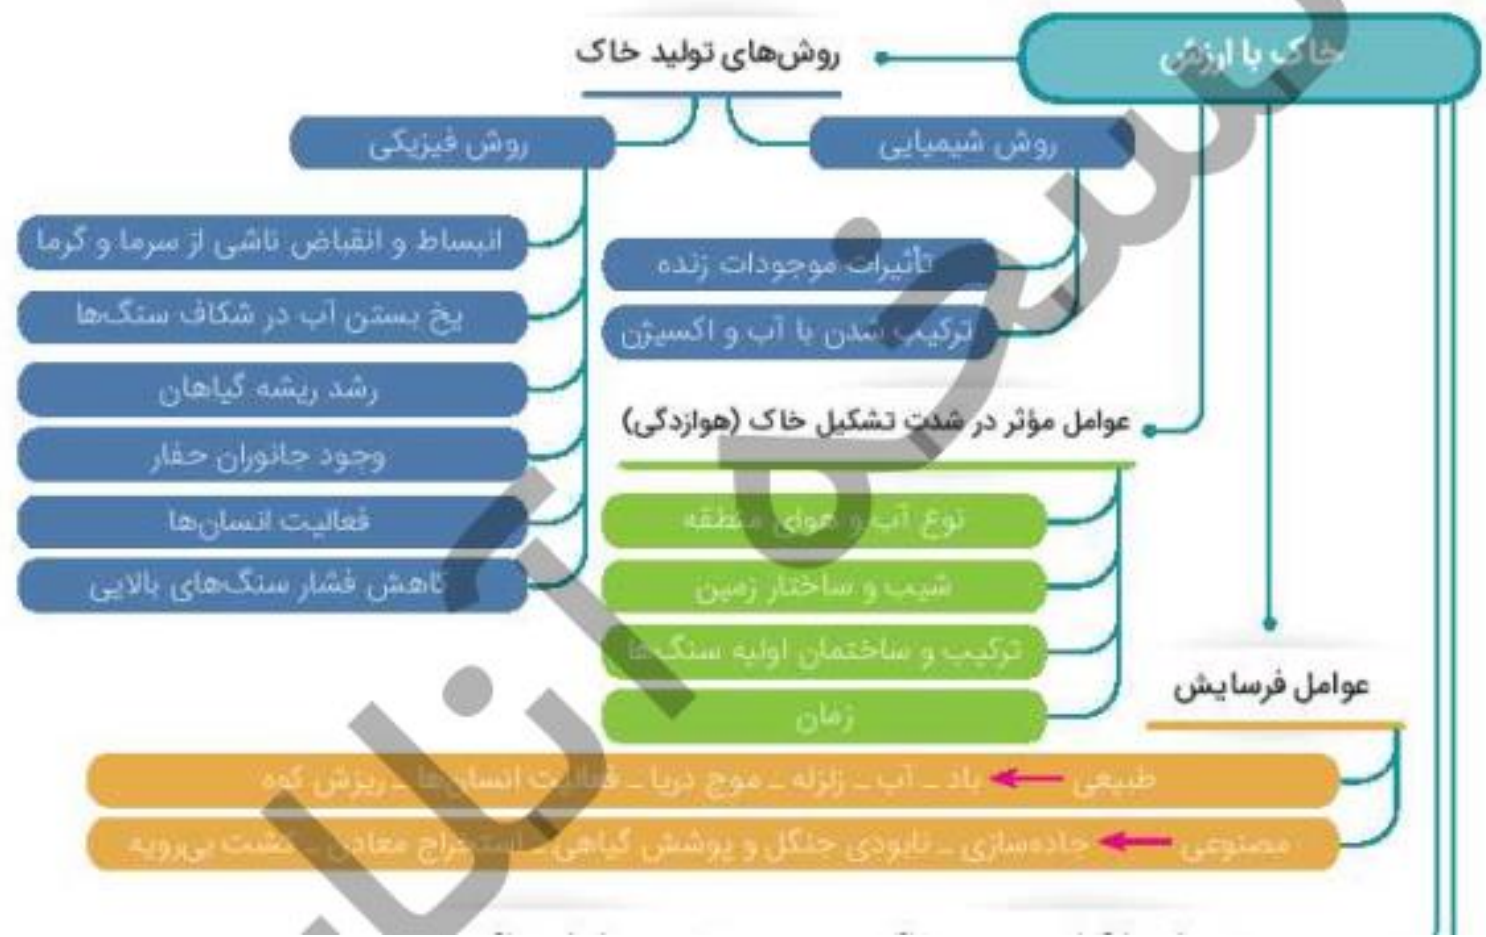 خاک با ارزش
روش‌های تولید خاک
روش شیمیایی
تأثیرات موجودات زنده
ترکیب شدن با آب و اکسیژن
روش فیزیکی
انبساط و انقباض ناشی از سرما و گرما
یخ بستن آب در شکاف سنگ‌ها
رشد ریشه گیاهان
وجود جانوران حفار
فعالیت انسان‌ها
کاهش فشار سنگ‌های بالایی
عوامل مؤثر در شدت تشکیل خاک (هوازدگی)
نوع آب و هوای منطقه
شیب و ساختار زمین
ترکیب و ساختمان اولیه سنگ‌ها
زمان
عوامل فرسایش
طبیعی ← باد ـ آب ـ زلزله ـ موج دریا ـ فعالیت انسان‌ها ـ ریزش کوه
مصنوعی ← جاده‌سازی ـ نابودی جنگل و پوشش گیاهی ـ استخراج معادن ـ کشت بی‌رویه